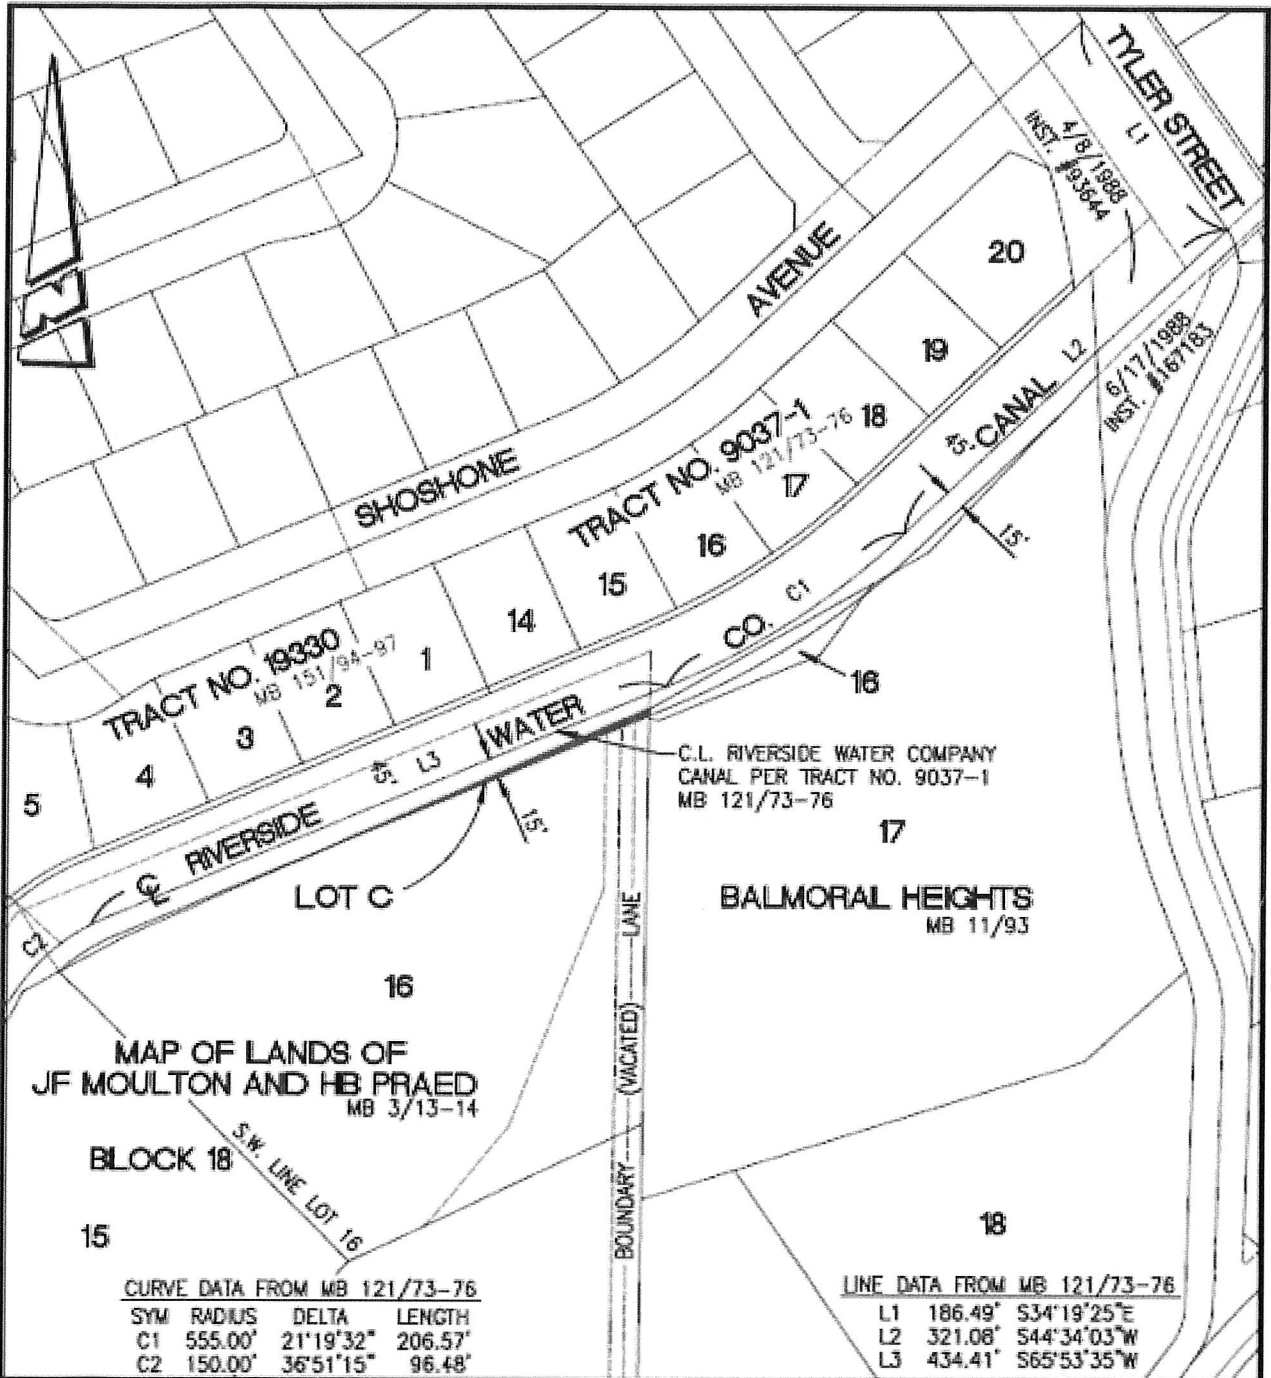 TYLER STREET
L1
4/8/1988
INST. #93644
20
AVENUE
19
L2
6/17/1988
INST. #167183
CANAL
45'
18
TRACT NO. 9037-1
MB 121/73-76
17
SHOSHONE
16
15'
15
C1
14
CO.
TRACT NO. 19330
MB 151/94-97
1
16
2
WATER
3
C.L. RIVERSIDE WATER COMPANY
CANAL PER TRACT NO. 9037-1
MB 121/73-76
4
45'
L3
5
15'
17
RIVERSIDE
LOT C
BALMORAL HEIGHTS
MB 11/93
C2
16
MAP OF LANDS OF
JF MOULTON AND HB PRAED
MB 3/13-14
BOUNDARY (VACATED) LANE
BLOCK 18
S.W. LINE LOT 16
15
18
CURVE DATA FROM MB 121/73-76
SYM RADIUS DELTA LENGTH
C1 555.00' 21°19'32" 206.57'
C2 150.00' 36°51'15" 96.48'
LINE DATA FROM MB 121/73-76
L1 186.49' S34°19'25"E
L2 321.08' S44°34'03"W
L3 434.41' S65°53'35"W